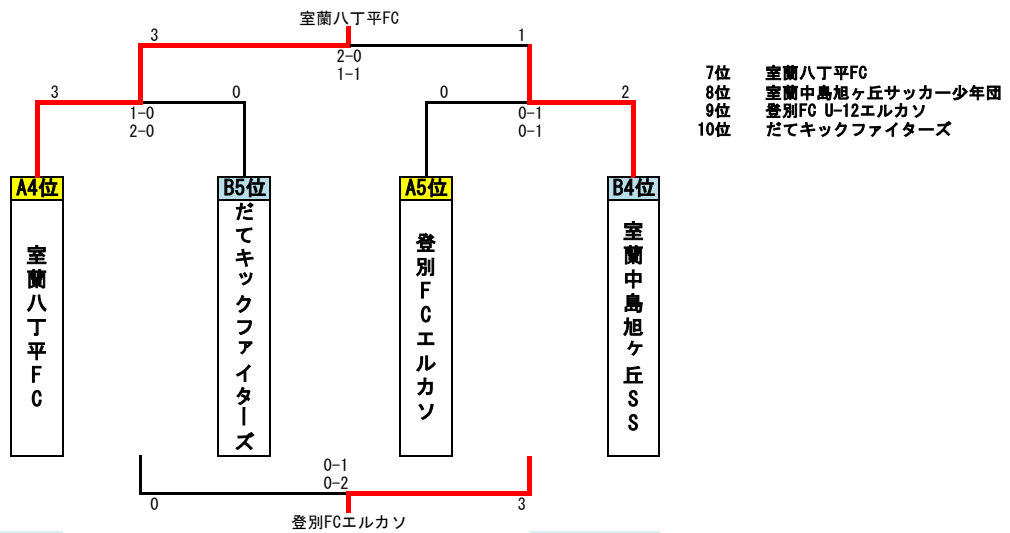 室蘭八丁平FC
3
1
2-0
1-1
3
0
0
2
1-0
2-0
0-1
0-1
7位 室蘭八丁平FC
8位 室蘭中島旭ヶ丘サッカー少年団
9位 登別FC U-12エルカソ
10位 だてキックファイターズ
A4位
B5位
A5位
B4位
室蘭八丁平FC
だてキックファイターズ
登別FCエルカソ
室蘭中島旭ヶ丘SS
0-1
0-2
0
3
登別FCエルカソ